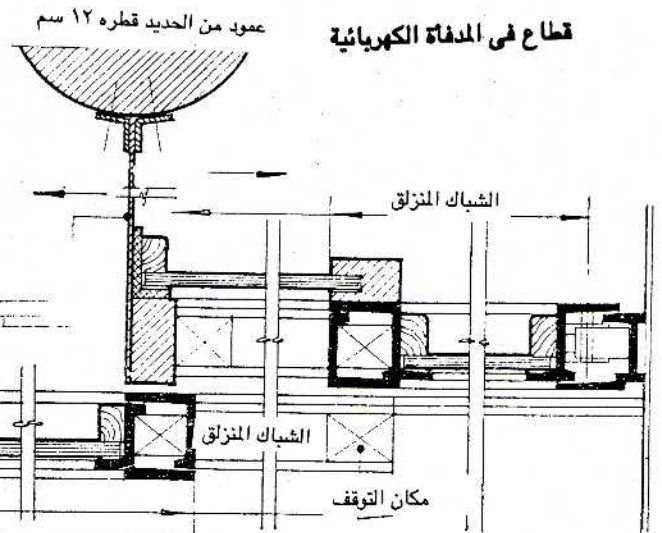 قطاع فى المدفأة الكهربائية
عمود من الحديد قطره ١٢ سم
الشباك المنزلق
الشباك المنزلق
مكان التوقف